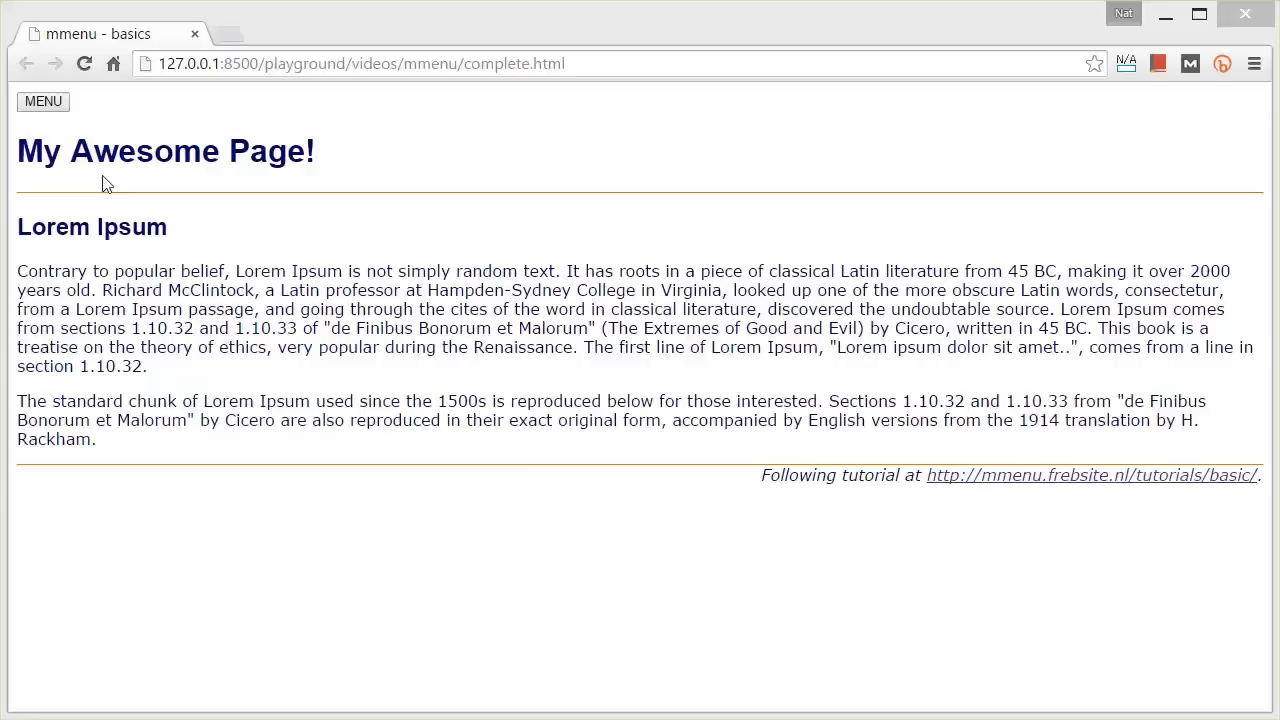 Nat
mmenu - basics
127.0.0.1:8500/playground/videos/mmenu/complete.html
N/A
M
b
MENU
My Awesome Page!
Lorem Ipsum
Contrary to popular belief, Lorem Ipsum is not simply random text. It has roots in a piece of classical Latin literature from 45 BC, making it over 2000
years old. Richard McClintock, a Latin professor at Hampden-Sydney College in Virginia, looked up one of the more obscure Latin words, consectetur,
from a Lorem Ipsum passage, and going through the cites of the word in classical literature, discovered the undoubtable source. Lorem Ipsum comes
from sections 1.10.32 and 1.10.33 of "de Finibus Bonorum et Malorum" (The Extremes of Good and Evil) by Cicero, written in 45 BC. This book is a
treatise on the theory of ethics, very popular during the Renaissance. The first line of Lorem Ipsum, "Lorem ipsum dolor sit amet..", comes from a line in
section 1.10.32.
The standard chunk of Lorem Ipsum used since the 1500s is reproduced below for those interested. Sections 1.10.32 and 1.10.33 from "de Finibus
Bonorum et Malorum" by Cicero are also reproduced in their exact original form, accompanied by English versions from the 1914 translation by H.
Rackham.
Following tutorial at http://mmenu.frebsite.nl/tutorials/basic/.